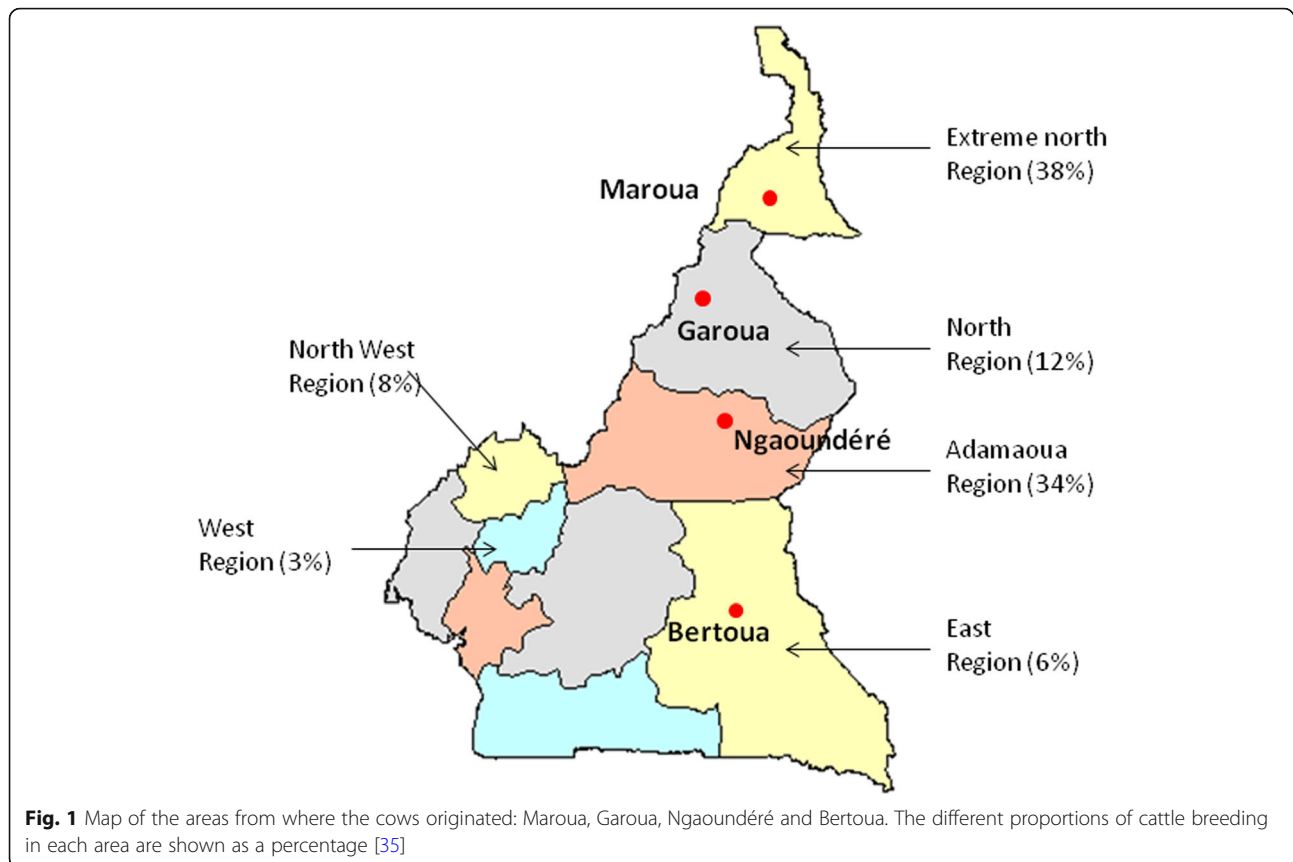 Extreme north
Region (38%)
Maroua
Garoua
North
Region (12%)
North West
Region (8%)
Ngaoundéré
Adamaoua
Region (34%)
West
Region (3%)
Bertoua
East
Region (6%)
Fig. 1 Map of the areas from where the cows originated: Maroua, Garoua, Ngaoundéré and Bertoua. The different proportions of cattle breeding
in each area are shown as a percentage [35]